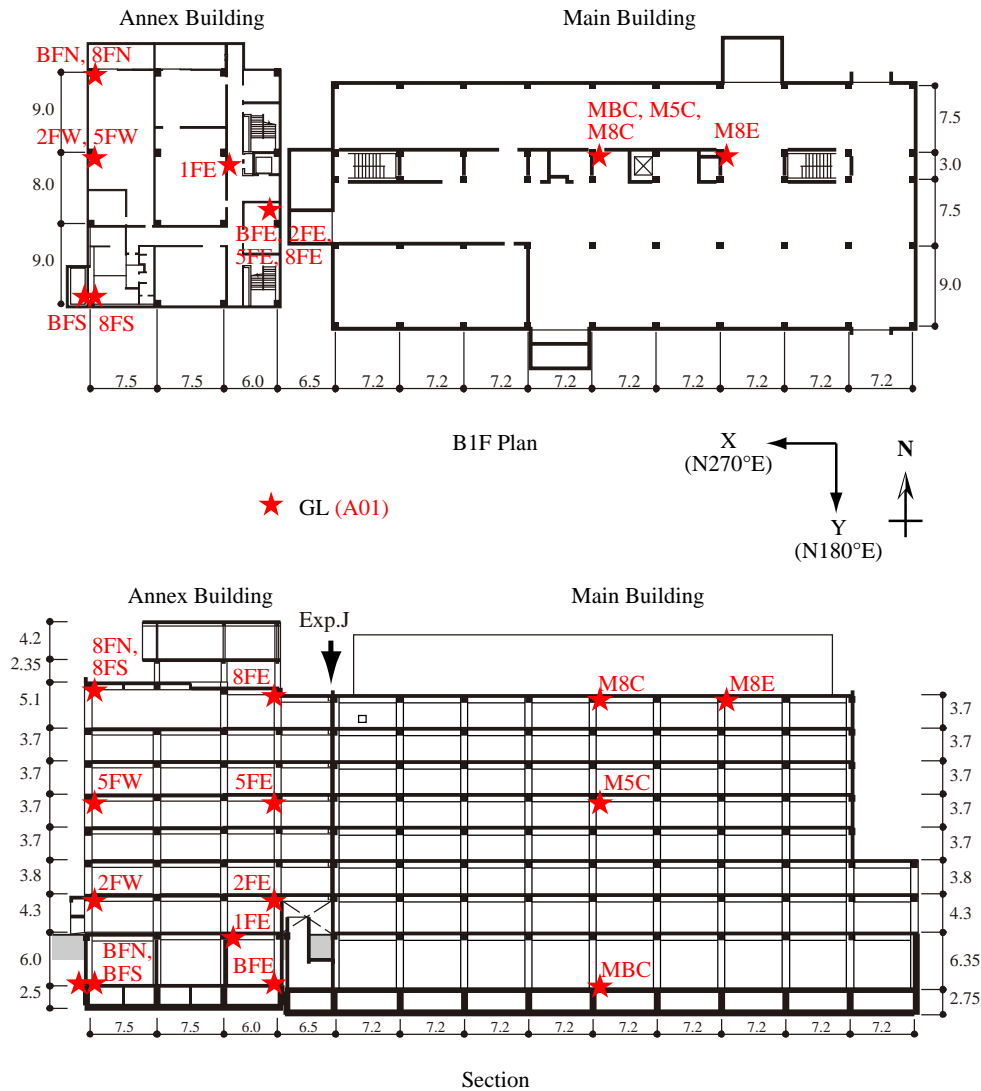 Annex Building
Main Building
BFN, 8FN
9.0
2FW, 5FW
1FE
8.0
BFE, 2FE,
5FE, 8FE
9.0
BFS 8FS
MBC, M5C,
M8C
M8E
7.5
3.0
7.5
9.0
7.5 7.5 6.0 6.5 7.2 7.2 7.2 7.2 7.2 7.2 7.2 7.2 7.2
B1F Plan
X
(N270°E)
Y
(N180°E)
N
GL (A01)
Annex Building
Main Building
Exp.J
4.2
2.35
5.1
3.7
3.7
3.7
3.7
3.8
4.3
6.0
2.5
8FN,
8FS
8FE
M8C
M8E
5FW
5FE
M5C
2FW
2FE
1FE
BFN,
BFS
BFE
MBC
3.7
3.7
3.7
3.7
3.7
3.8
4.3
6.35
2.75
7.5 7.5 6.0 6.5 7.2 7.2 7.2 7.2 7.2 7.2 7.2 7.2 7.2
Section